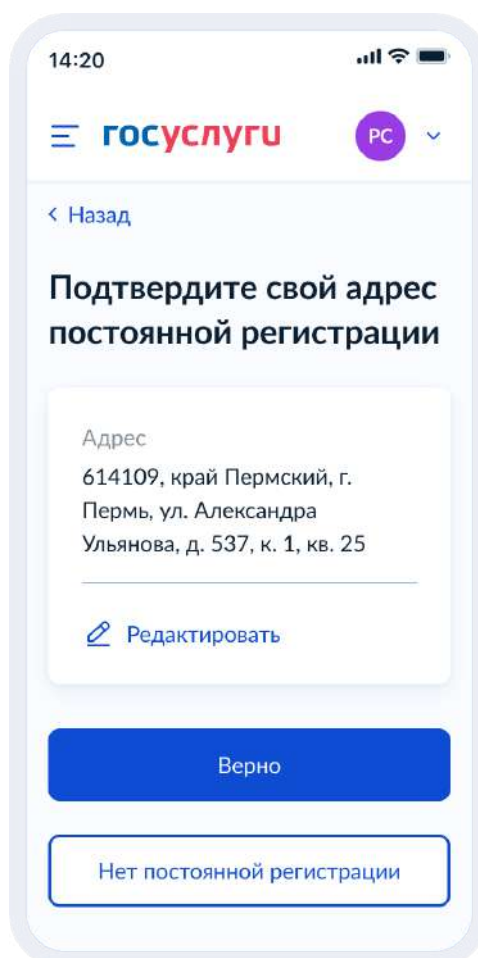 14:20
госуслуги
РС
Назад
Подтвердите свой адрес
постоянной регистрации
Адрес
614109, край Пермский, г.
Пермь, ул. Александра
Ульянова, д. 537, к. 1, кв. 25
Редактировать
Верно
Нет постоянной регистрации